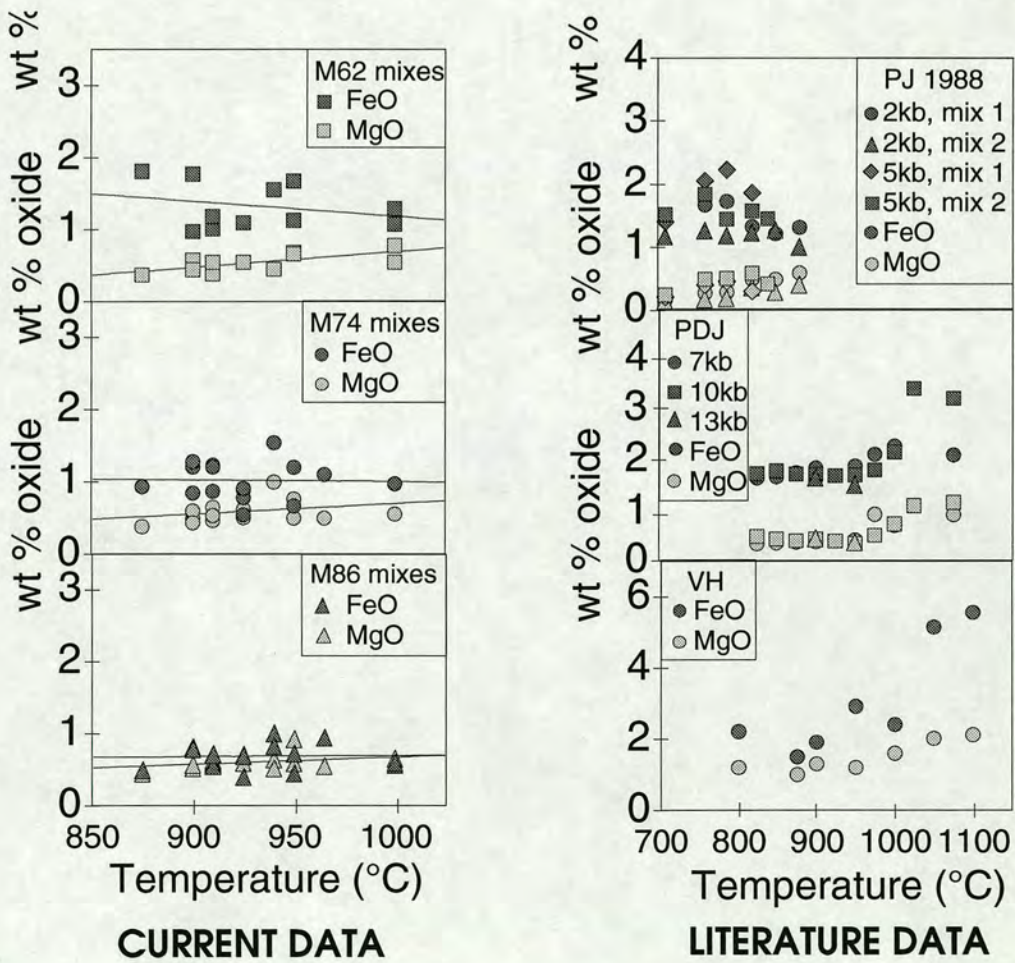 wt %
3
2
1
0
M62 mixes
FeO
MgO
wt % oxide
3
2
1
0
M74 mixes
FeO
MgO
wt % oxide
3
2
1
0
M86 mixes
FeO
MgO
850 900 950 1000
Temperature (°C)
CURRENT DATA
wt %
4
3
2
1
0
PJ 1988
2kb, mix 1
2kb, mix 2
5kb, mix 1
5kb, mix 2
FeO
MgO
wt % oxide
4
3
2
1
0
PDJ
7kb
10kb
13kb
FeO
MgO
wt % oxide
6
4
2
0
VH
FeO
MgO
700 800 900 1000 1100
Temperature (°C)
LITERATURE DATA